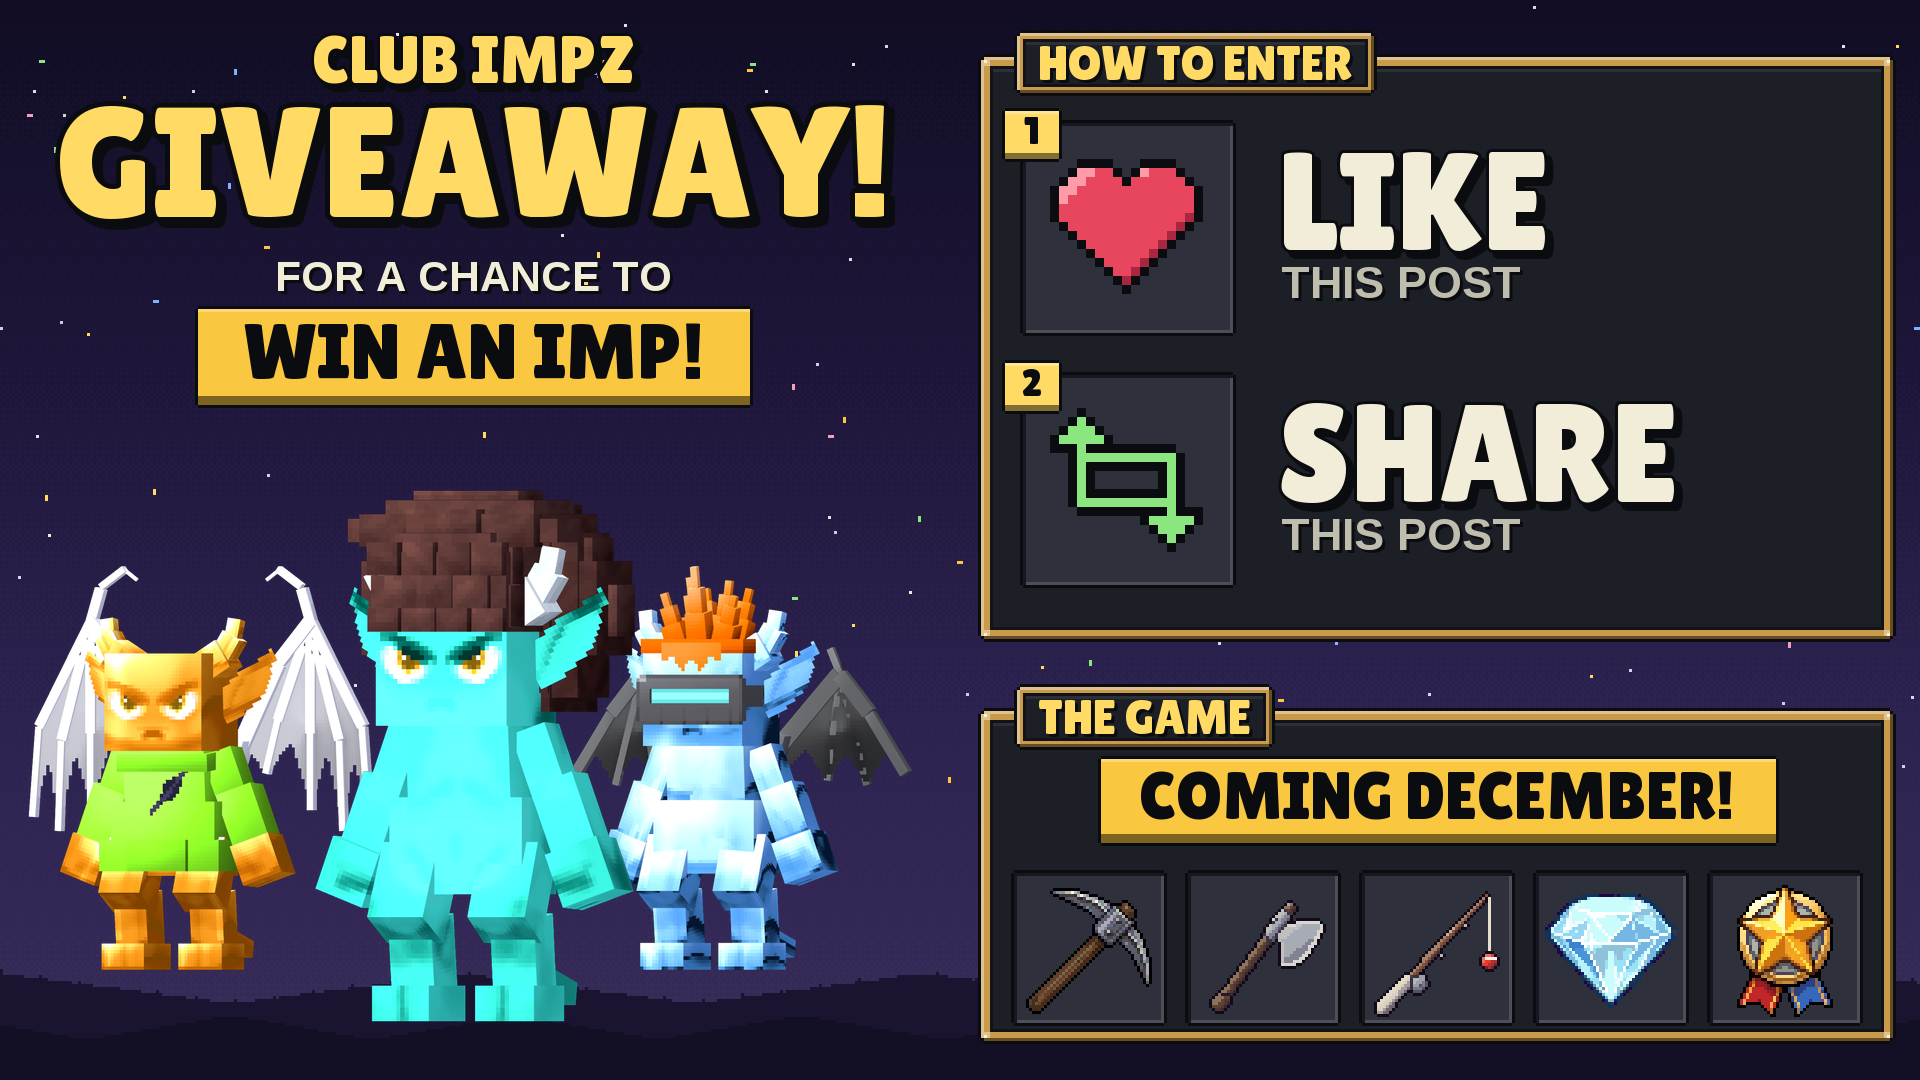 CLUB IMPZ
GIVEAWAY!
FOR A CHANCE TO
WIN AN IMP!
HOW TO ENTER
1
LIKE
THIS POST
2
SHARE
THIS POST
THE GAME
COMING DECEMBER!